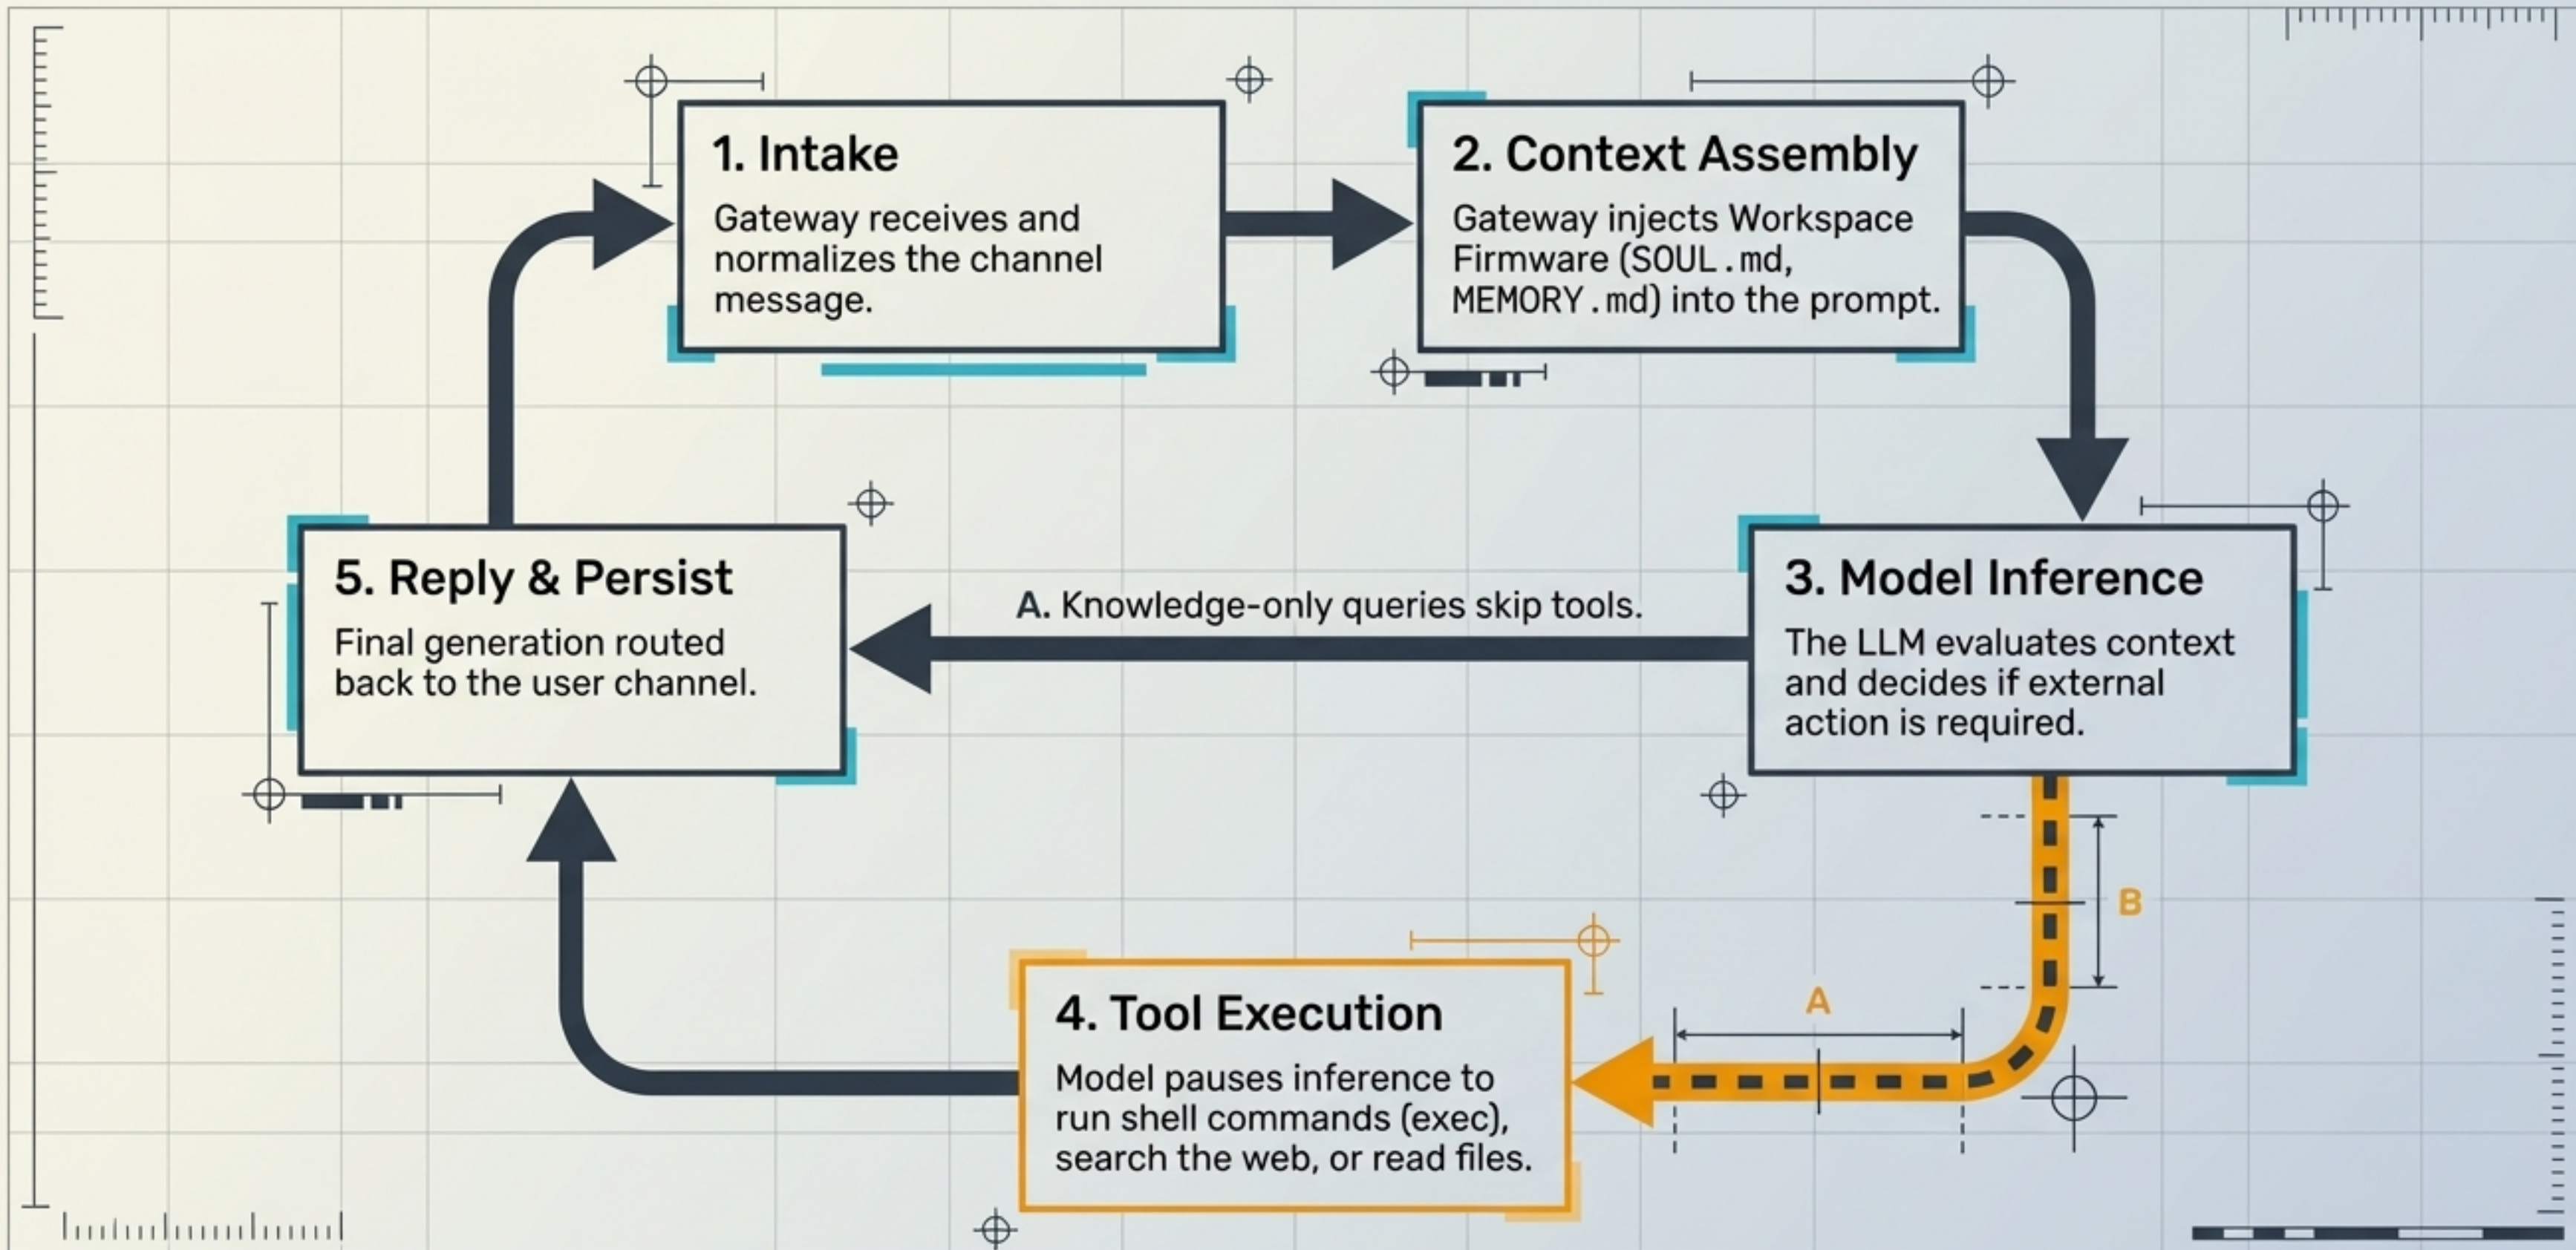 1. Intake
Gateway receives and
normalizes the channel
message.
2. Context Assembly
Gateway injects Workspace
Firmware (SOUL.md,
MEMORY.md) into the prompt.
3. Model Inference
The LLM evaluates context
and decides if external
action is required.
A. Knowledge-only queries skip tools.
5. Reply & Persist
Final generation routed
back to the user channel.
B
A
4. Tool Execution
Model pauses inference to
run shell commands (exec),
search the web, or read files.